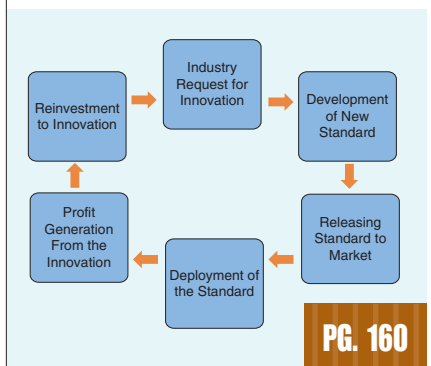 Industry
Request for
Innovation
Development
of New
Standard
Releasing
Standard to
Market
Deployment of
the Standard
Profit
Generation
From the
Innovation
Reinvestment
to Innovation
PG. 160